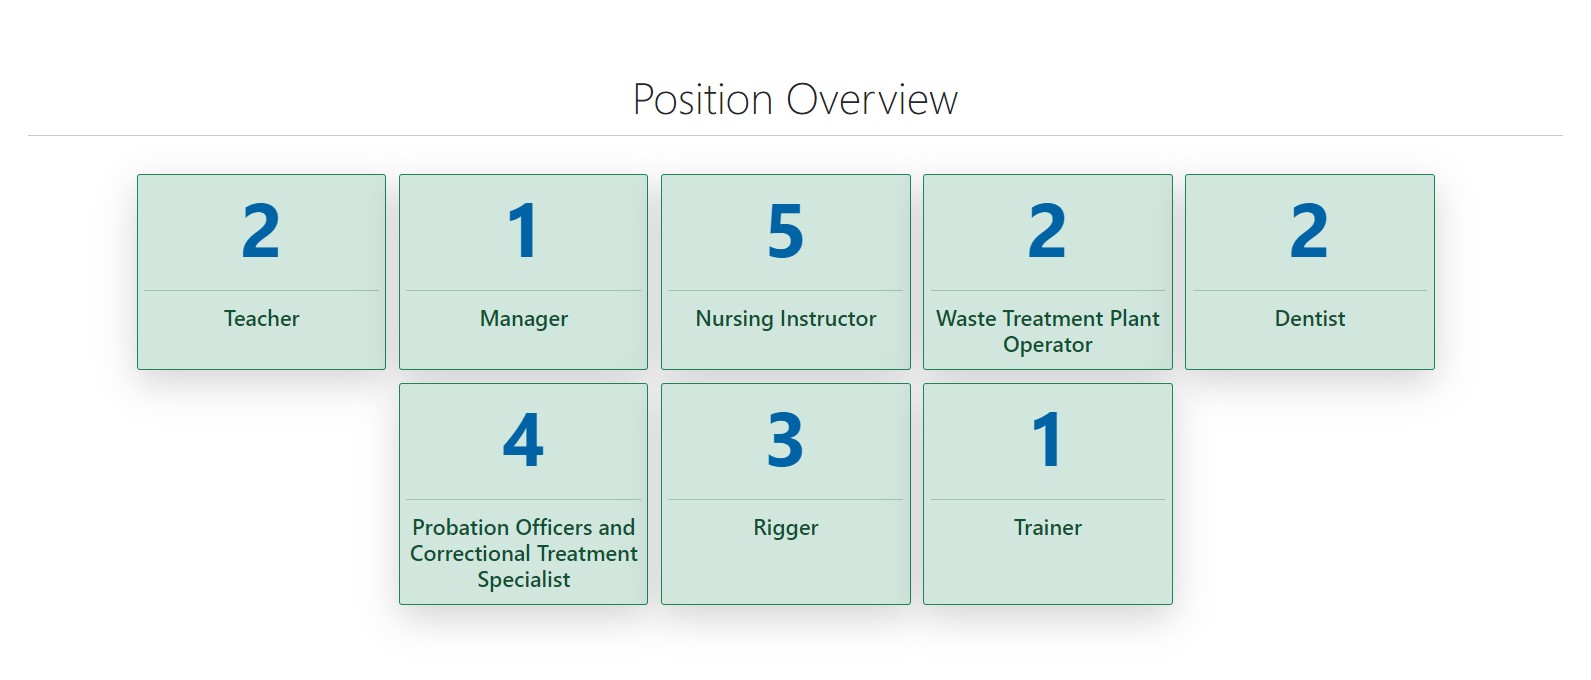 Position Overview
2
Teacher
1
Manager
5
Nursing Instructor
2
Waste Treatment Plant
Operator
2
Dentist
4
Probation Officers and
Correctional Treatment
Specialist
3
Rigger
1
Trainer